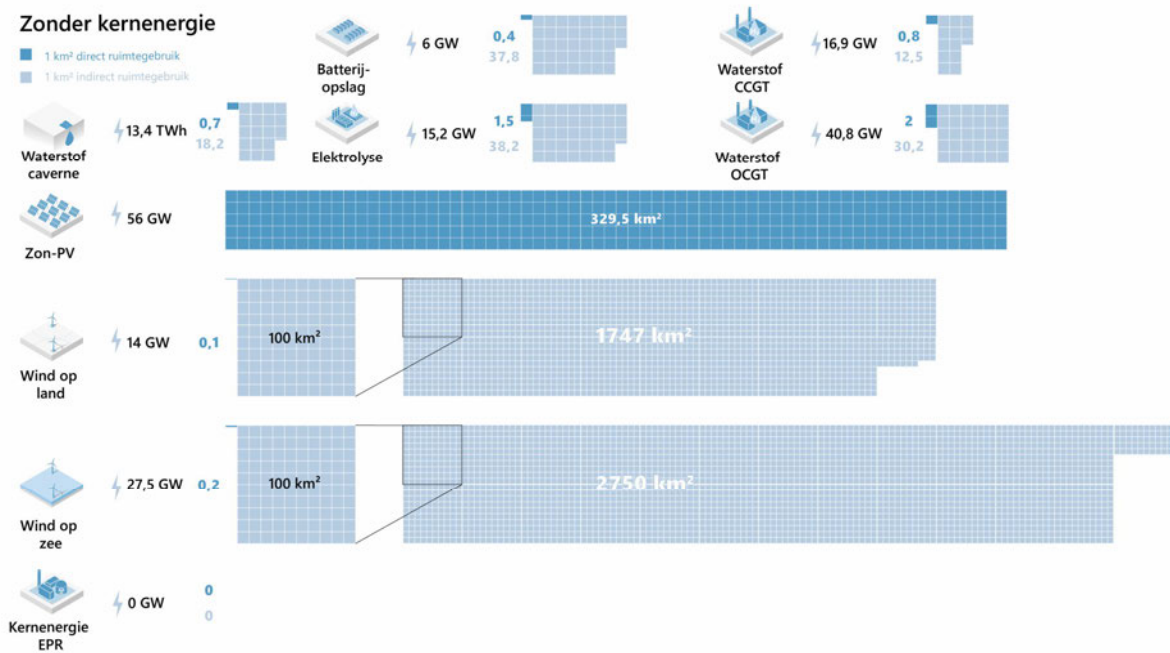 Zonder kernenergie
1 km² direct ruimtegebruik
1 km² indirect ruimtegebruik
Batterij-
opslag
6 GW
0,4
37,8
Waterstof
CCGT
16,9 GW
0,8
12,5
Waterstof
caverne
13,4 TWh
0,7
18,2
Elektrolyse
15,2 GW
1,5
38,2
Waterstof
OCGT
40,8 GW
2
30,2
Zon-PV
56 GW
329,5 km²
Wind op
land
14 GW
0,1
100 km²
1747 km²
Wind op
zee
27,5 GW
0,2
100 km²
2750 km²
Kernenergie
EPR
0 GW
0
0